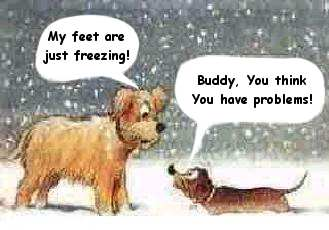 My feet are
just freezing!
Buddy, You think
You have problems!